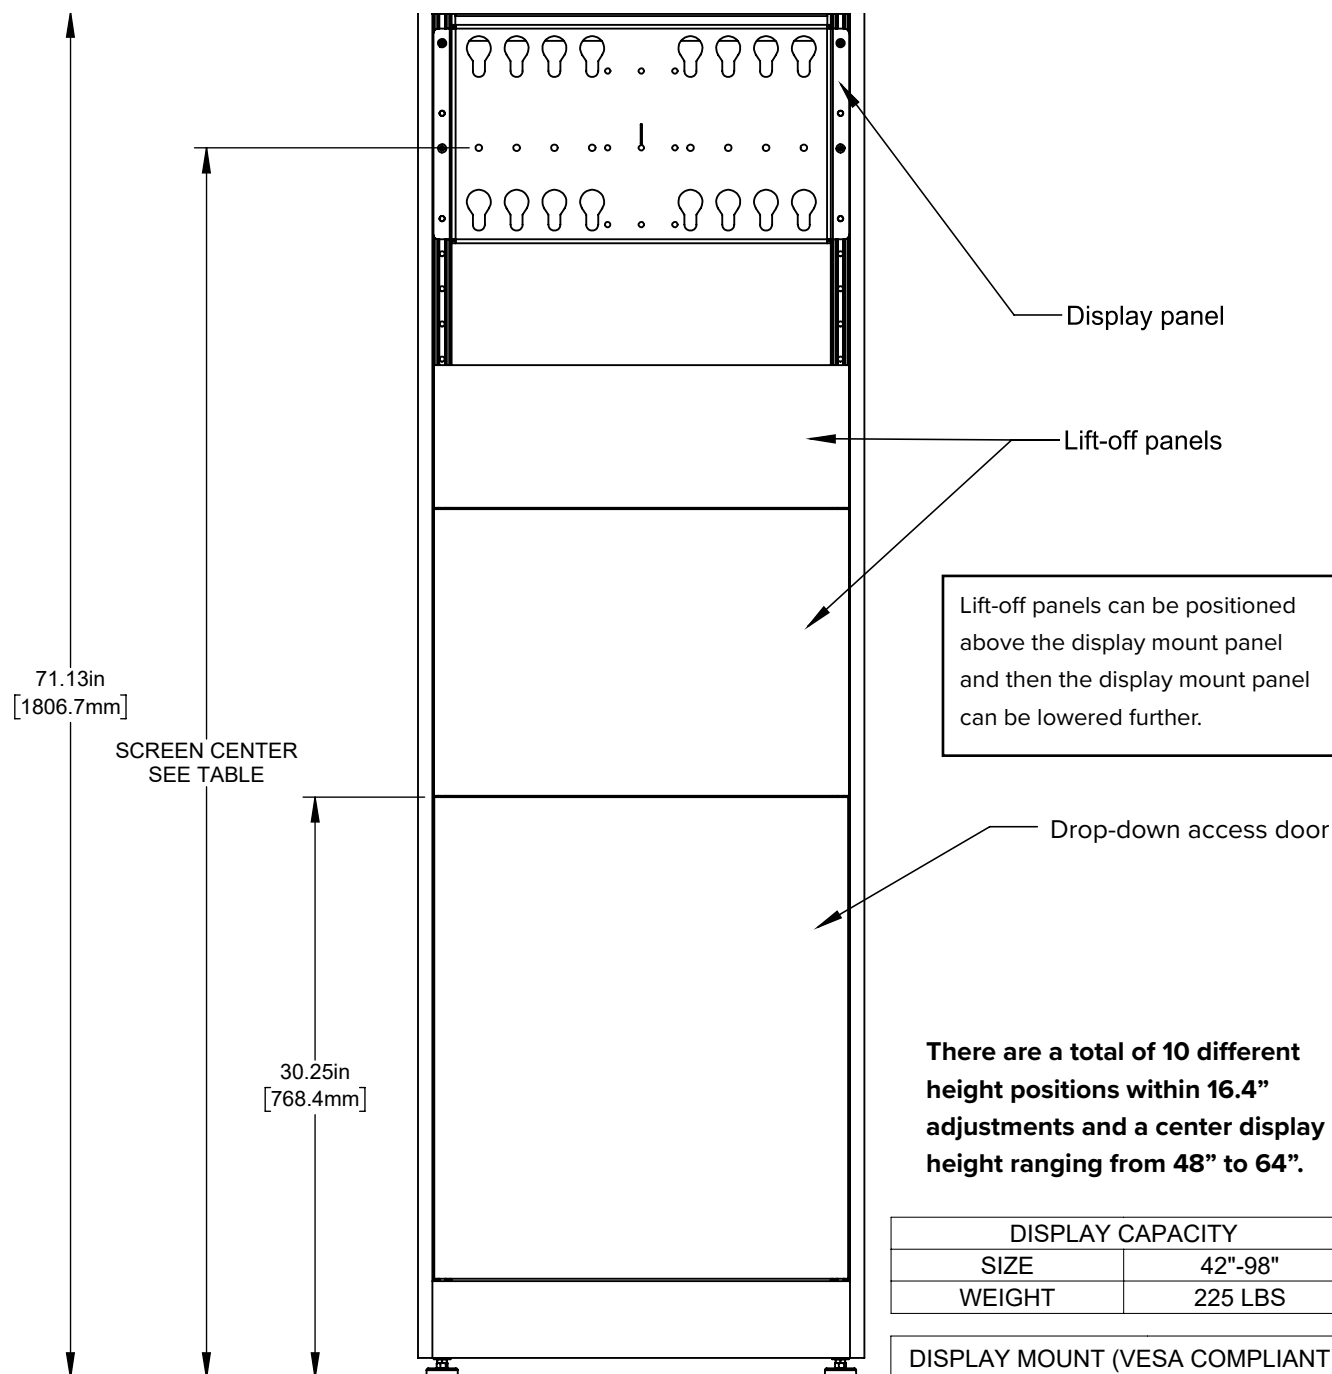 Display panel
Lift-off panels
Lift-off panels can be positioned
above the display mount panel
and then the display mount panel
can be lowered further.
71.13in
[1806.7mm]
SCREEN CENTER
SEE TABLE
Drop-down access door
30.25in
[768.4mm]
There are a total of 10 different
height positions within 16.4”
adjustments and a center display
height ranging from 48” to 64”.
DISPLAY CAPACITY
SIZE 42"-98"
WEIGHT 225 LBS
DISPLAY MOUNT (VESA COMPLIANT